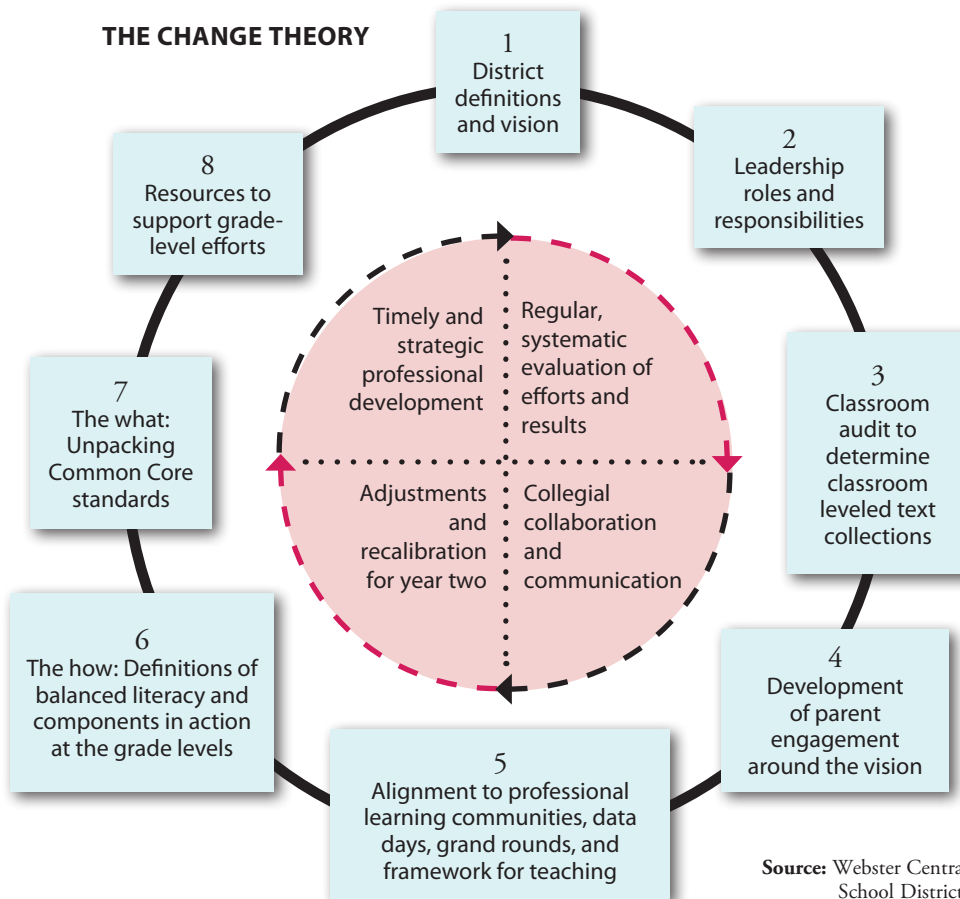 THE CHANGE THEORY
1
District
definitions
and vision
2
Leadership
roles and
responsibilities
3
Classroom
audit to
determine
classroom
leveled text
collections
4
Development
of parent
engagement
around the vision
5
Alignment to professional
learning communities, data
days, grand rounds, and
framework for teaching
6
The how: Definitions of
balanced literacy and
components in action
at the grade levels
7
The what:
Unpacking
Common Core
standards
8
Resources to
support grade-
level efforts
Timely and
strategic
professional
development
Regular,
systematic
evaluation of
efforts and
results
Adjustments
and
recalibration
for year two
Collegial
collaboration
and
communication
Source: Webster Centra
School District